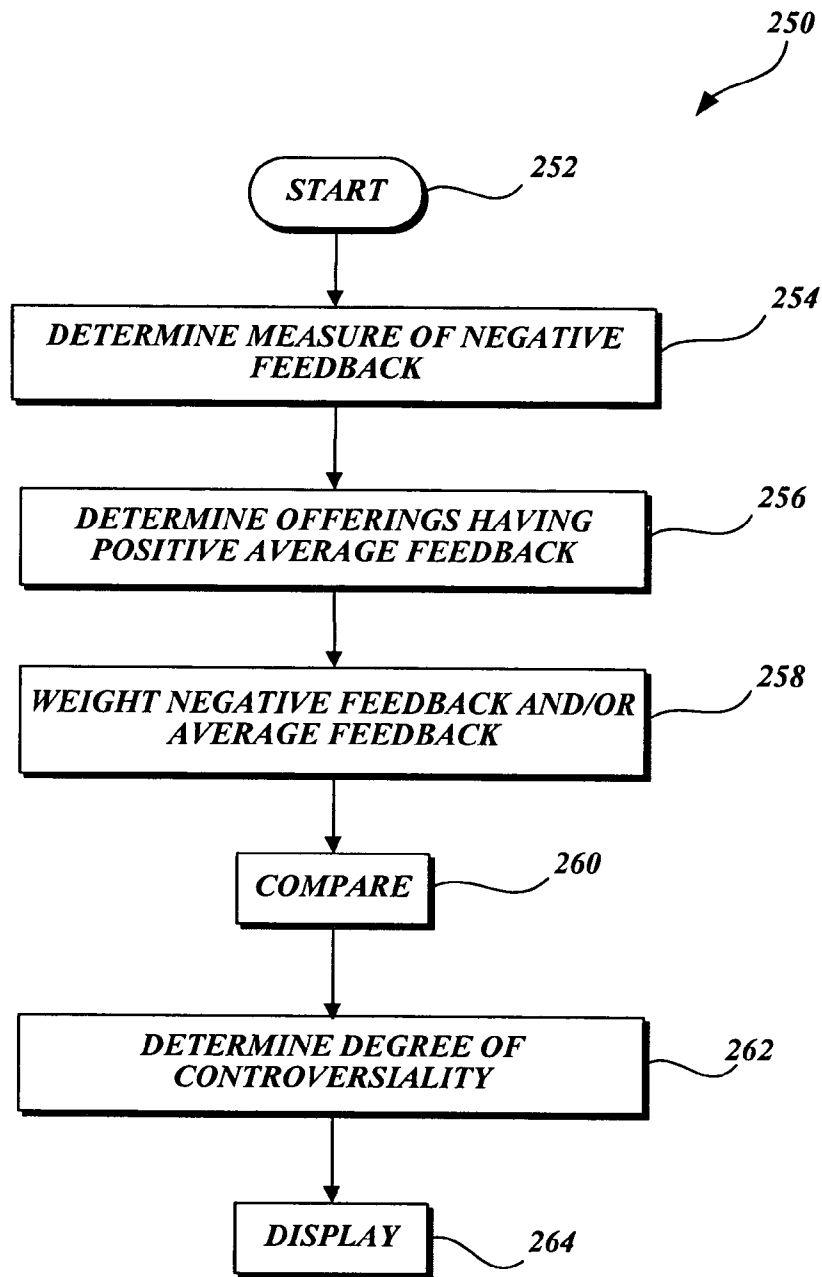 250
START
252
DETERMINE MEASURE OF NEGATIVE
FEEDBACK
254
DETERMINE OFFERINGS HAVING
POSITIVE AVERAGE FEEDBACK
256
WEIGHT NEGATIVE FEEDBACK AND/OR
AVERAGE FEEDBACK
258
COMPARE
260
DETERMINE DEGREE OF
CONTROVERSIALITY
262
DISPLAY
264